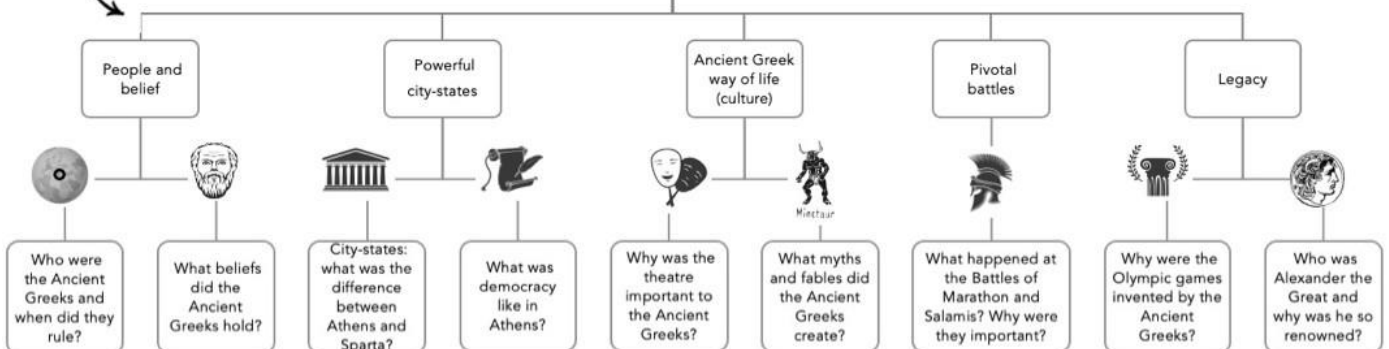 People and
belief
Powerful
city-states
Ancient Greek
way of life
(culture)
Pivotal
battles
Legacy
Minctaur
Who were
the Ancient
Greeks and
when did they
rule?
What beliefs
did the
Ancient
Greeks hold?
City-states:
what was the
difference
between
Athens and
Sparta?
What was
democracy
like in
Athens?
Why was the
theatre
important to
the Ancient
Greeks?
What myths
and fables did
the Ancient
Greeks
create?
What happened at
the Battles of
Marathon and
Salamis? Why were
they important?
Why were the
Olympic games
invented by the
Ancient
Greeks?
Who was
Alexander the
Great and
why was he so
renowned?